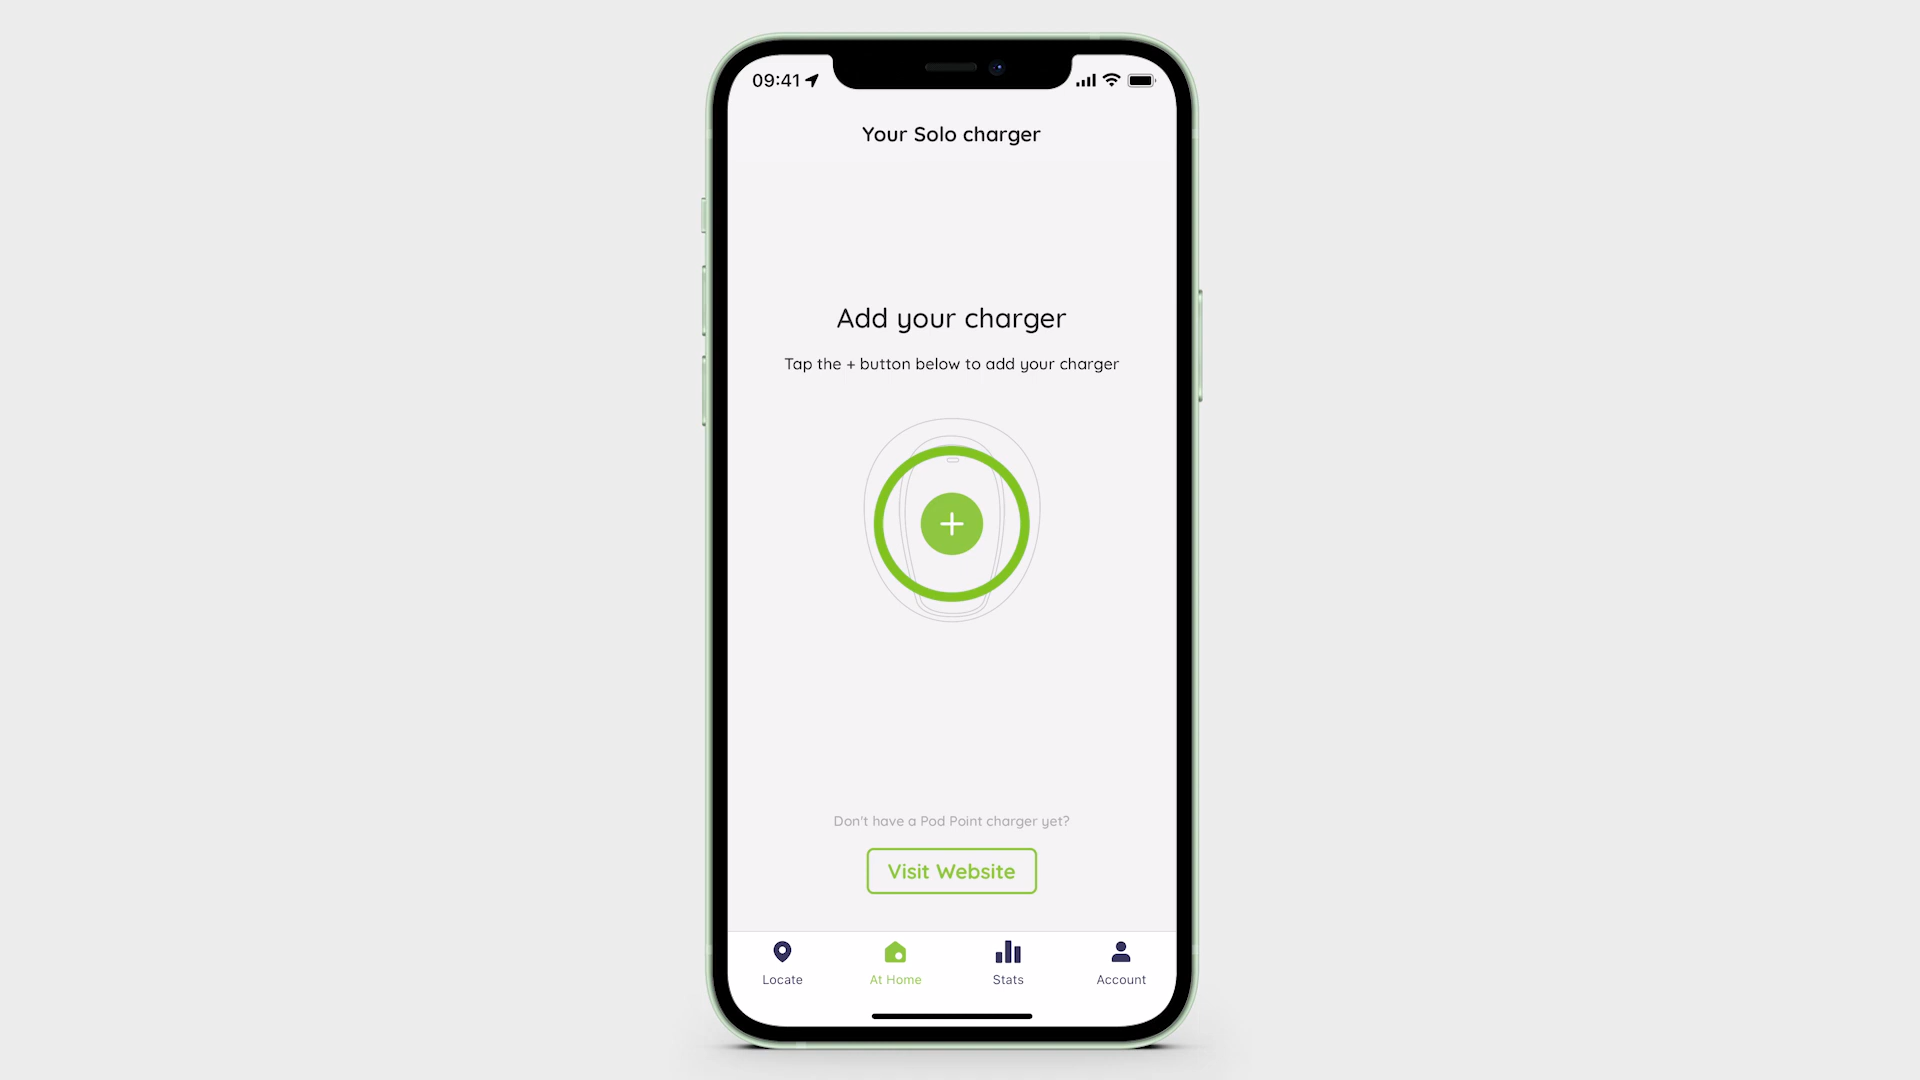 09:41
Your Solo charger
Add your charger
Tap the + button below to add your charger
Don't have a Pod Point charger yet?
Visit Website
Locate
At Home
Stats
Account